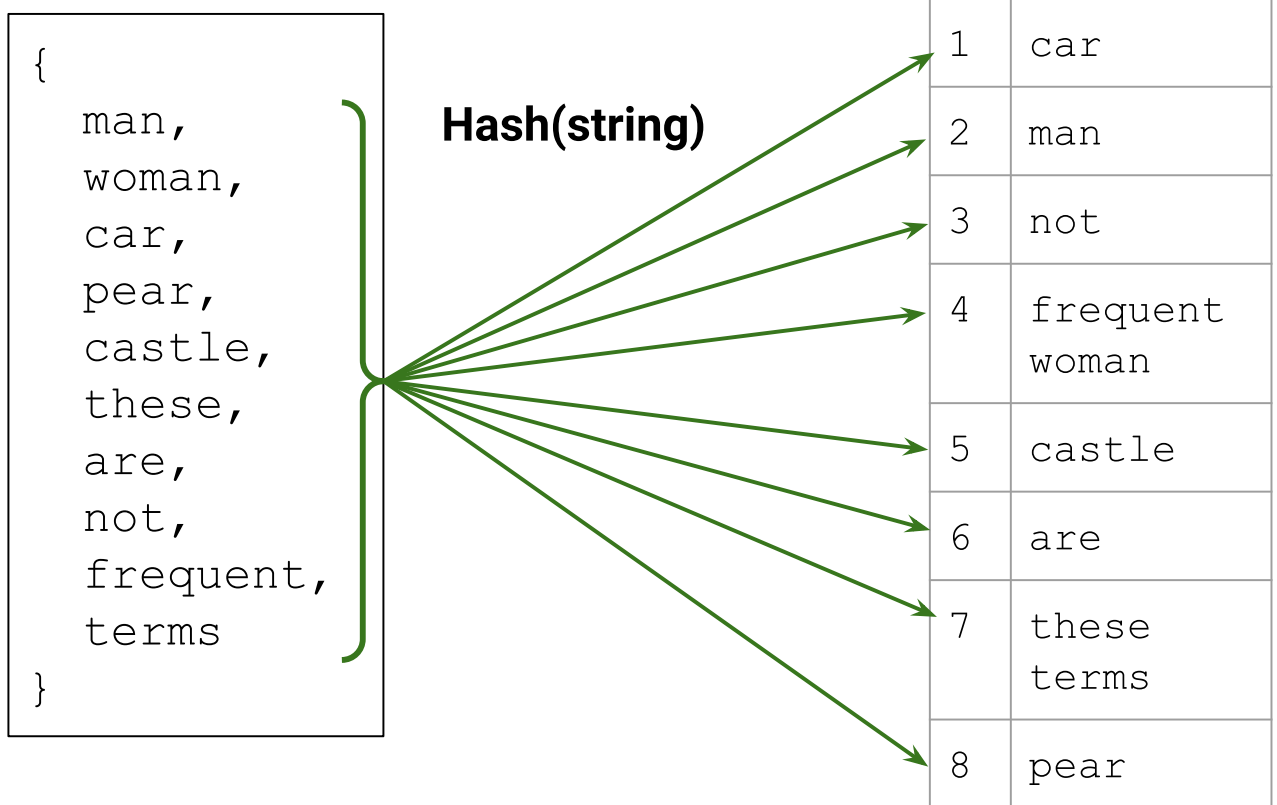 {
man,
woman,
car,
pear,
castle,
these,
are,
not,
frequent,
terms
}
Hash(string)
1 car
2 man
3 not
4 frequent
woman
5 castle
6 are
7 these
terms
8 pear